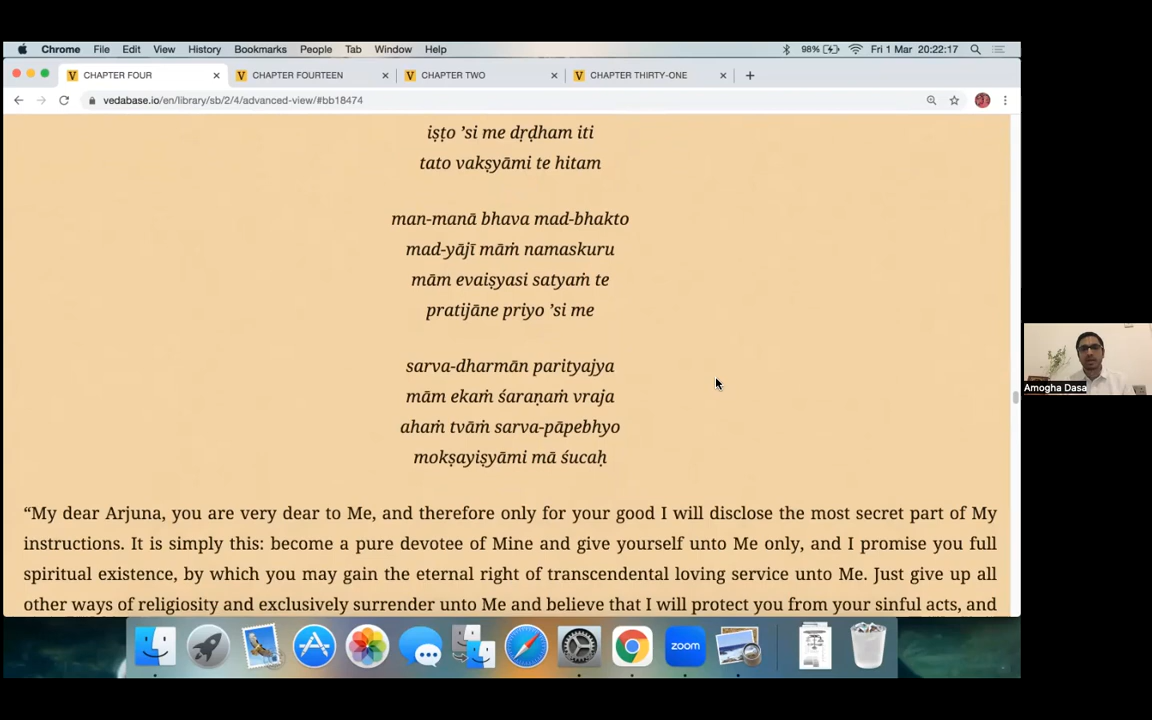 Chrome File Edit View History Bookmarks People Tab Window Help 98% Fri 1 Mar 20:22:17
V CHAPTER FOUR V CHAPTER FOURTEEN V CHAPTER TWO V CHAPTER THIRTY-ONE
vedabase.io/en/library/sb/2/4/advanced-view/#bb18474
iṣṭo ’si me dṛḍham iti
tato vakṣyāmi te hitam
man-manā bhava mad-bhakto
mad-yājī māṁ namaskuru
mām evaiṣyasi satyaṁ te
pratijāne priyo ’si me
sarva-dharmān parityajya
mām ekaṁ śaraṇaṁ vraja
ahaṁ tvāṁ sarva-pāpebhyo
mokṣayiṣyāmi mā śucaḥ
“My dear Arjuna, you are very dear to Me, and therefore only for your good I will disclose the most secret part of My
instructions. It is simply this: become a pure devotee of Mine and give yourself unto Me only, and I promise you full
spiritual existence, by which you may gain the eternal right of transcendental loving service unto Me. Just give up all
other ways of religiosity and exclusively surrender unto Me and believe that I will protect you from your sinful acts, and
Amogha Dasa
zoom